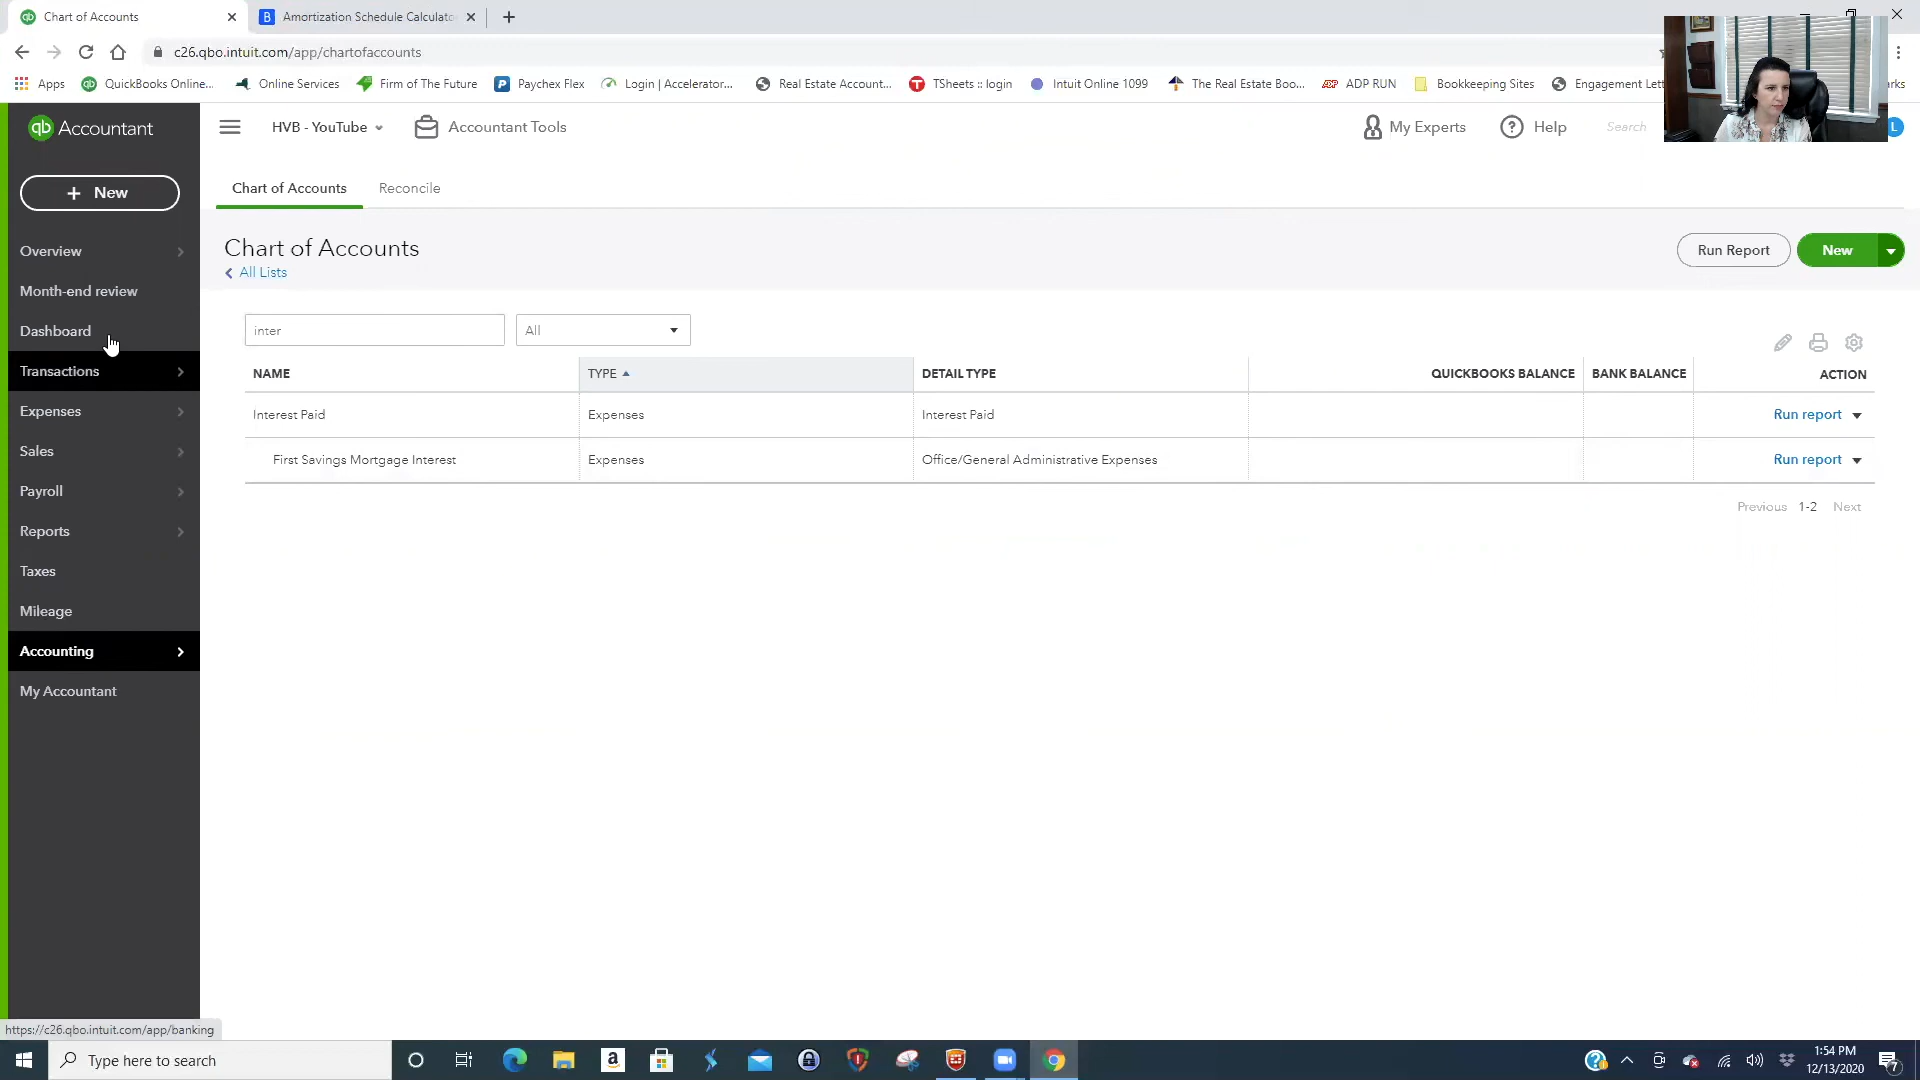 Chart of Accounts
Amortization Schedule Calculato
c26.qbo.intuit.com/app/chartofaccounts
Apps
QuickBooks Online...
Online Services
Firm of The Future
Paychex Flex
Login | Accelerator...
Real Estate Account...
TSheets :: login
Intuit Online 1099
The Real Estate Boo...
ADP RUN
Bookkeeping Sites
Engagement Lett
arks
qb Accountant
HVB - YouTube
Accountant Tools
My Experts
Help
Search
L
+ New
Chart of Accounts
Reconcile
Overview
Month-end review
Dashboard
Transactions
Expenses
Sales
Payroll
Reports
Taxes
Mileage
Accounting
My Accountant
Chart of Accounts
All Lists
Run Report
New
inter
All
NAME TYPE DETAIL TYPE QUICKBOOKS BALANCE BANK BALANCE ACTION
Interest Paid Expenses Interest Paid Run report
First Savings Mortgage Interest Expenses Office/General Administrative Expenses Run report
Previous 1-2 Next
https://c26.qbo.intuit.com/app/banking
Type here to search
1:54 PM
12/13/2020
7